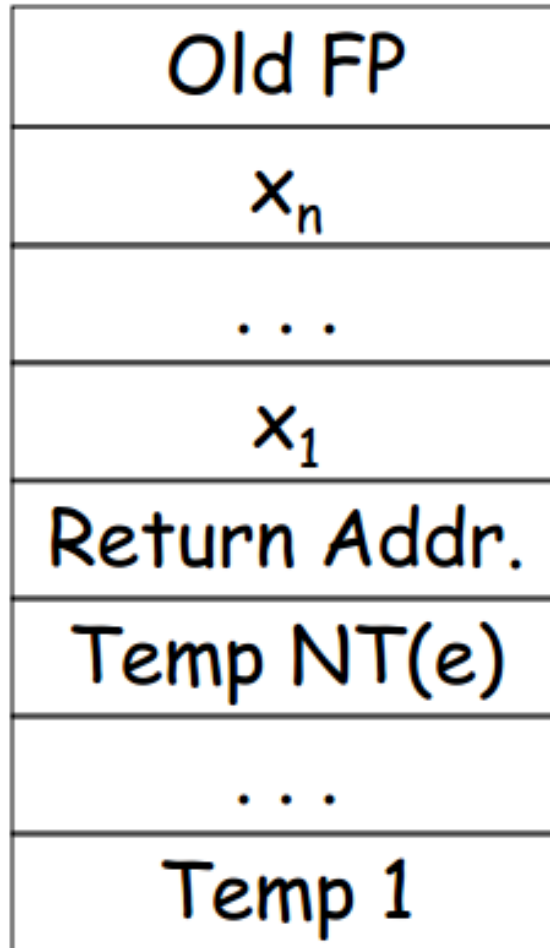 Old FP
xₙ
. . .
x₁
Return Addr.
Temp NT(e)
. . .
Temp 1